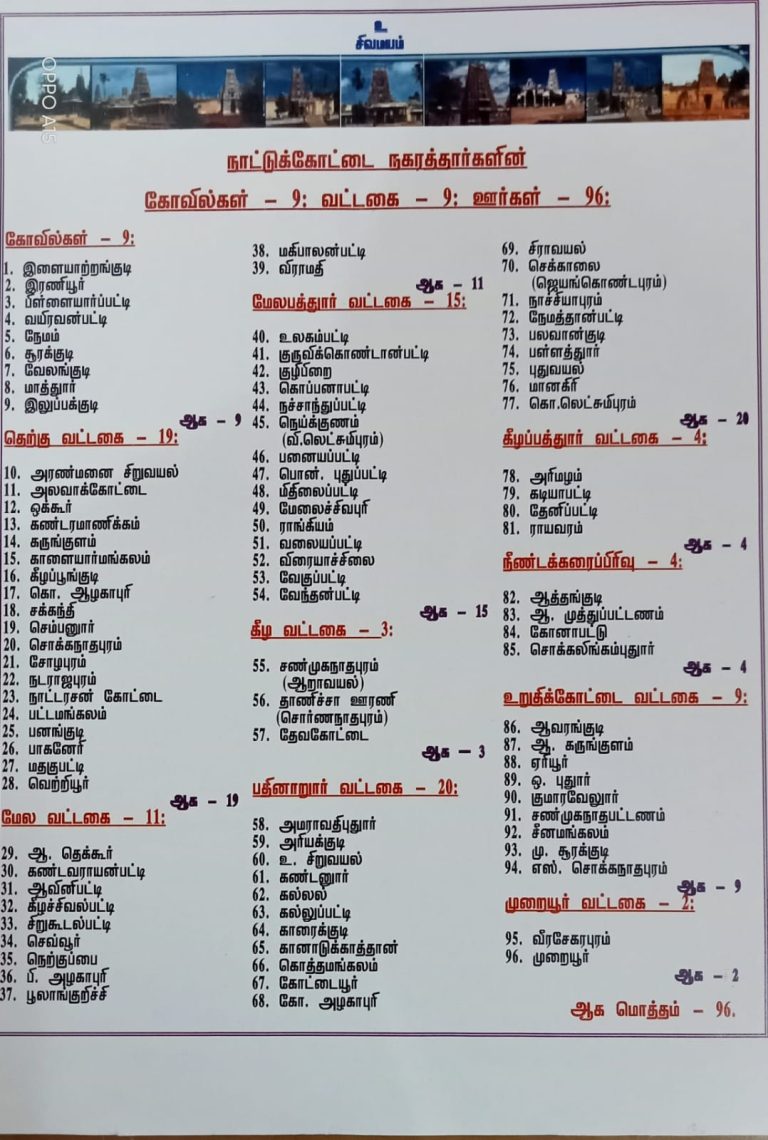 உ
சிவமயம்
OPPO A15
நாட்டுக்கோட்டை நகரத்தார்களின்
கோவில்கள் - 9: வட்டகை - 9: ஊர்கள் - 96:
கோவில்கள் - 9:
1. இளையாற்றங்குடி
2. இரணியூர்
3. பிள்ளையார்ப்பட்டி
4. வயிரவன்பட்டி
5. நேமம்
6. சூரக்குடி
7. வேலங்குடி
8. மாத்தூர்
9. இலுப்பக்குடி
ஆக - 9
தெற்கு வட்டகை - 19:
10. அரண்மனை சிறுவயல்
11. அலவாக்கோட்டை
12. ஒக்கூர்
13. கண்டரமாணிக்கம்
14. கருங்குளம்
15. காளையார்மங்கலம்
16. கீழப்பூங்குடி
17. கொ. ஆழகாபுரி
18. சக்கந்தி
19. செம்பனூர்
20. சொக்கநாதபுரம்
21. சோழபுரம்
22. நடராஜபுரம்
23. நாட்டரசன் கோட்டை
24. பட்டமங்கலம்
25. பனங்குடி
26. பாகனேரி
27. மதகுபட்டி
28. வெற்றியூர்
ஆக - 19
மேல வட்டகை - 11:
29. ஆ. தெக்கூர்
30. கண்டவராயன்பட்டி
31. ஆவினிபட்டி
32. கீழச்சிவல்பட்டி
33. சிறுகூடல்பட்டி
34. செவ்வூர்
35. நெற்குப்பை
36. பி. அழகாபுரி
37. பூலாங்குறிச்சி
38. மகிபாலன்பட்டி
39. விராமதி
ஆக - 11
மேலபத்தூர் வட்டகை - 15:
40. உலகம்பட்டி
41. குருவிக்கொண்டான்பட்டி
42. குழிபிறை
43. கொப்பனாபட்டி
44. நச்சாந்துப்பட்டி
45. நெய்க்குணம்
(வி.லெட்சுமிபுரம்)
46. பனையப்பட்டி
47. பொன். புதுப்பட்டி
48. மிதிலைப்பட்டி
49. மேலைச்சிவபுரி
50. ராங்கியம்
51. வலையப்பட்டி
52. விரையாச்சிலை
53. வேகுப்பட்டி
54. வேந்தன்பட்டி
ஆக - 15
கீழ வட்டகை - 3:
55. சண்முகநாதபுரம்
(ஆறாவயல்)
56. தாணிச்சா ஊரணி
(சொர்ணநாதபுரம்)
57. தேவகோட்டை
ஆக - 3
பதினாறூர் வட்டகை - 20:
58. அமராவதிபுதூர்
59. அரியக்குடி
60. உ. சிறுவயல்
61. கண்டனூர்
62. கல்லல்
63. கல்லுப்பட்டி
64. காரைக்குடி
65. கானாடுக்காத்தான்
66. கொத்தமங்கலம்
67. கோட்டையூர்
68. கோ. அழகாபுரி
69. சிராவயல்
70. செக்காலை
(ஜெயங்கொண்டபுரம்)
71. நாச்சியாபுரம்
72. நேமத்தான்பட்டி
73. பலவான்குடி
74. பள்ளத்தூர்
75. புதுவயல்
76. மானகிரி
77. கொ.லெட்சுமிபுரம்
ஆக - 20
கீழப்பத்தூர் வட்டகை - 4:
78. அரிமழம்
79. கடியாபட்டி
80. தேனிப்பட்டி
81. ராயவரம்
ஆக - 4
நீண்டக்கரைப்பிரிவு - 4:
82. ஆத்தங்குடி
83. ஆ. முத்துப்பட்டணம்
84. கோனாபட்டு
85. சொக்கலிங்கம்புதூர்
ஆக - 4
உறுதிக்கோட்டை வட்டகை - 9:
86. ஆவரங்குடி
87. ஆ. கருங்குளம்
88. ஏரியூர்
89. ஒ. புதூர்
90. குமாரவேலூர்
91. சண்முகநாதபட்டணம்
92. சீனமங்கலம்
93. மு. சூரக்குடி
94. எஸ். சொக்கநாதபுரம்
ஆக - 9
முறையூர் வட்டகை - 2:
95. வீரசேகரபுரம்
96. முறையூர்
ஆக - 2
ஆக மொத்தம் - 96.